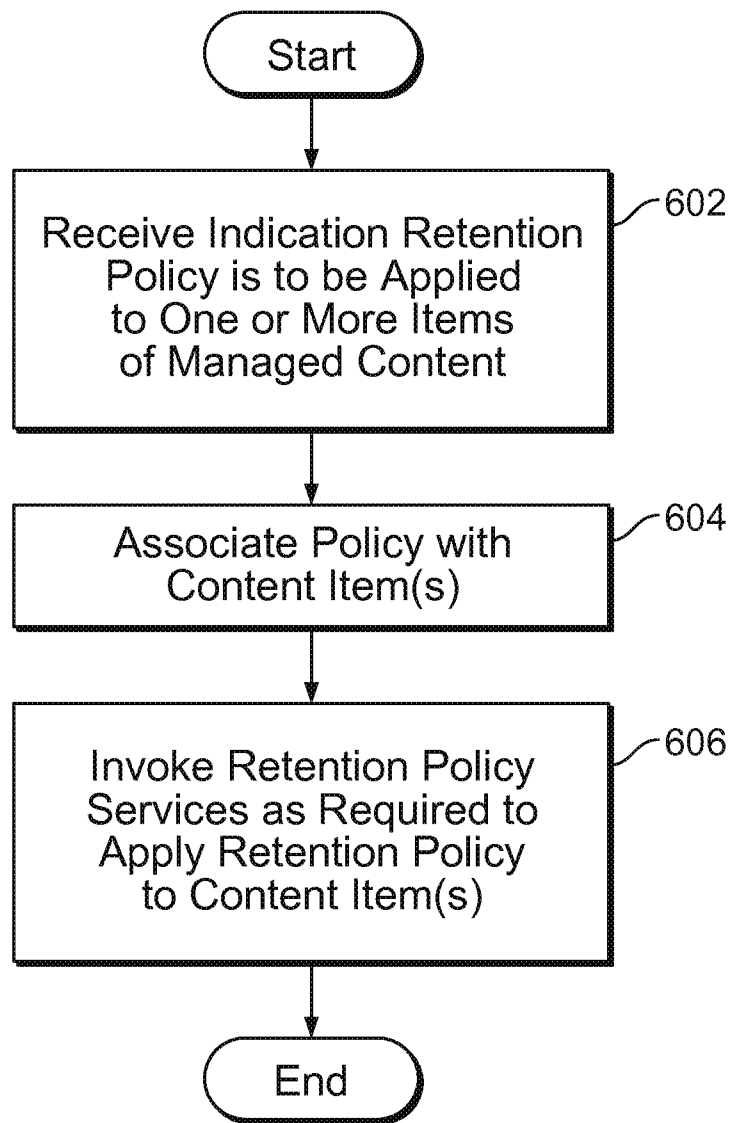 Start
Receive Indication Retention
Policy is to be Applied
to One or More Items
of Managed Content
602
Associate Policy with
Content Item(s)
604
Invoke Retention Policy
Services as Required to
Apply Retention Policy
to Content Item(s)
606
End